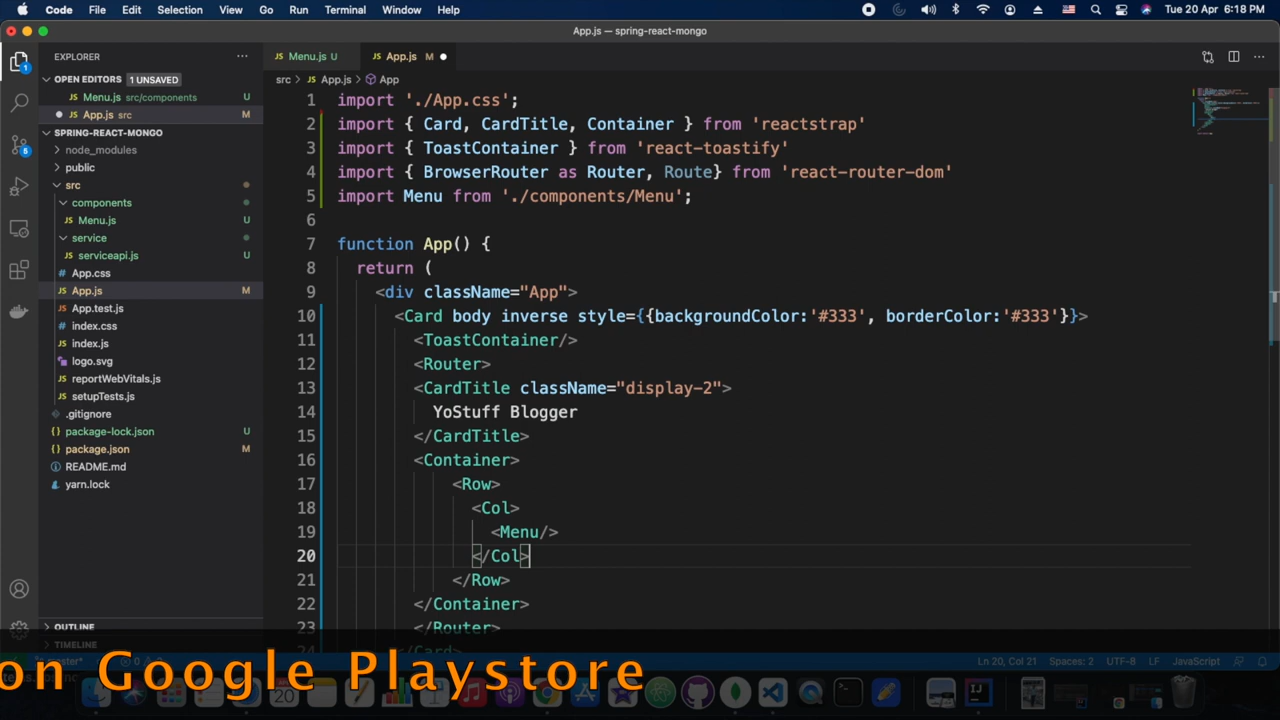 Code File Edit Selection View Go Run Terminal Window Help Tue 20 Apr 6:18 PM
App.js — spring-react-mongo
EXPLORER
OPEN EDITORS 1 UNSAVED
Menu.js src/components U
App.js src M
SPRING-REACT-MONGO
node_modules
public
src
components
Menu.js U
service
serviceapi.js U
App.css
App.js M
App.test.js
index.css
index.js
logo.svg
reportWebVitals.js
setupTests.js
.gitignore
package-lock.json U
package.json M
README.md
yarn.lock
OUTLINE
TIMELINE
Menu.js U App.js M
src > App.js > App
1 import './App.css';
2 import { Card, CardTitle, Container } from 'reactstrap'
3 import { ToastContainer } from 'react-toastify'
4 import { BrowserRouter as Router, Route} from 'react-router-dom'
5 import Menu from './components/Menu';
6
7 function App() {
8 return (
9 <div className="App">
10 <Card body inverse style={{backgroundColor:'#333', borderColor:'#333'}}>
11 <ToastContainer/>
12 <Router>
13 <CardTitle className="display-2">
14 YoStuff Blogger
15 </CardTitle>
16 <Container>
17 <Row>
18 <Col>
19 <Menu/>
20 </Col>
21 </Row>
22 </Container>
23 </Router>
24 </Card>
Ln 20, Col 21 Spaces: 2 UTF-8 LF JavaScript
on Google Playstore